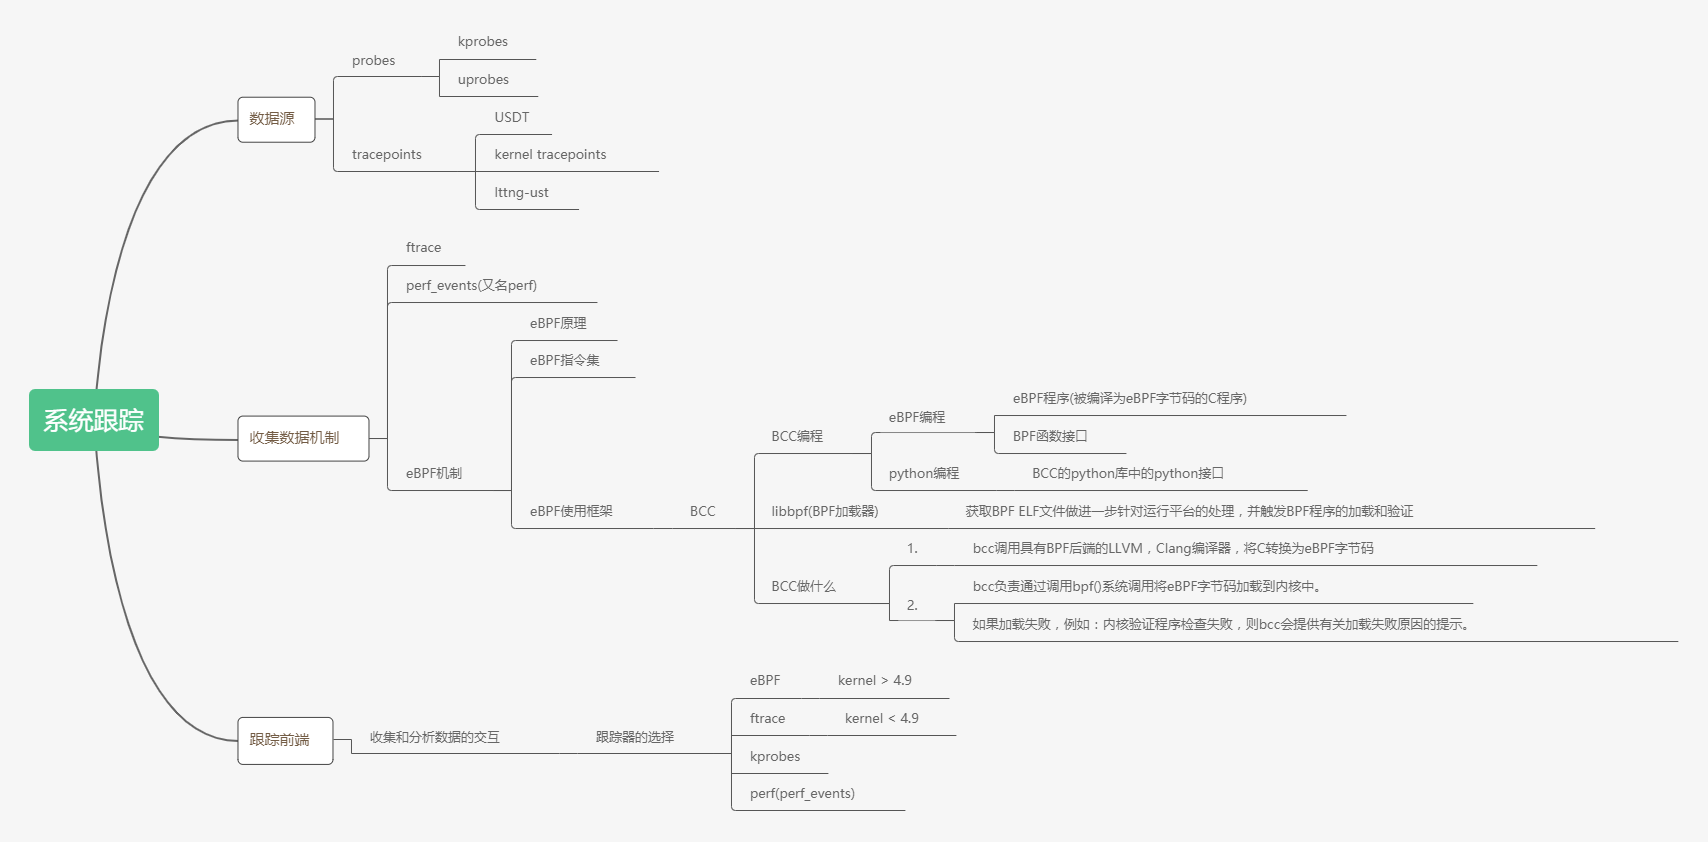 系统跟踪
数据源
probes
kprobes
uprobes
tracepoints
USDT
kernel tracepoints
lttng-ust
收集数据机制
ftrace
perf_events(又名perf)
eBPF机制
eBPF原理
eBPF指令集
eBPF使用框架
BCC
BCC编程
eBPF编程
eBPF程序(被编译为eBPF字节码的C程序)
BPF函数接口
python编程
BCC的python库中的python接口
libbpf(BPF加载器)
获取BPF ELF文件做进一步针对运行平台的处理，并触发BPF程序的加载和验证
BCC做什么
1.
bcc调用具有BPF后端的LLVM，Clang编译器，将C转换为eBPF字节码
2.
bcc负责通过调用bpf()系统调用将eBPF字节码加载到内核中。
如果加载失败，例如：内核验证程序检查失败，则bcc会提供有关加载失败原因的提示。
跟踪前端
收集和分析数据的交互
跟踪器的选择
eBPF
kernel > 4.9
ftrace
kernel < 4.9
kprobes
perf(perf_events)